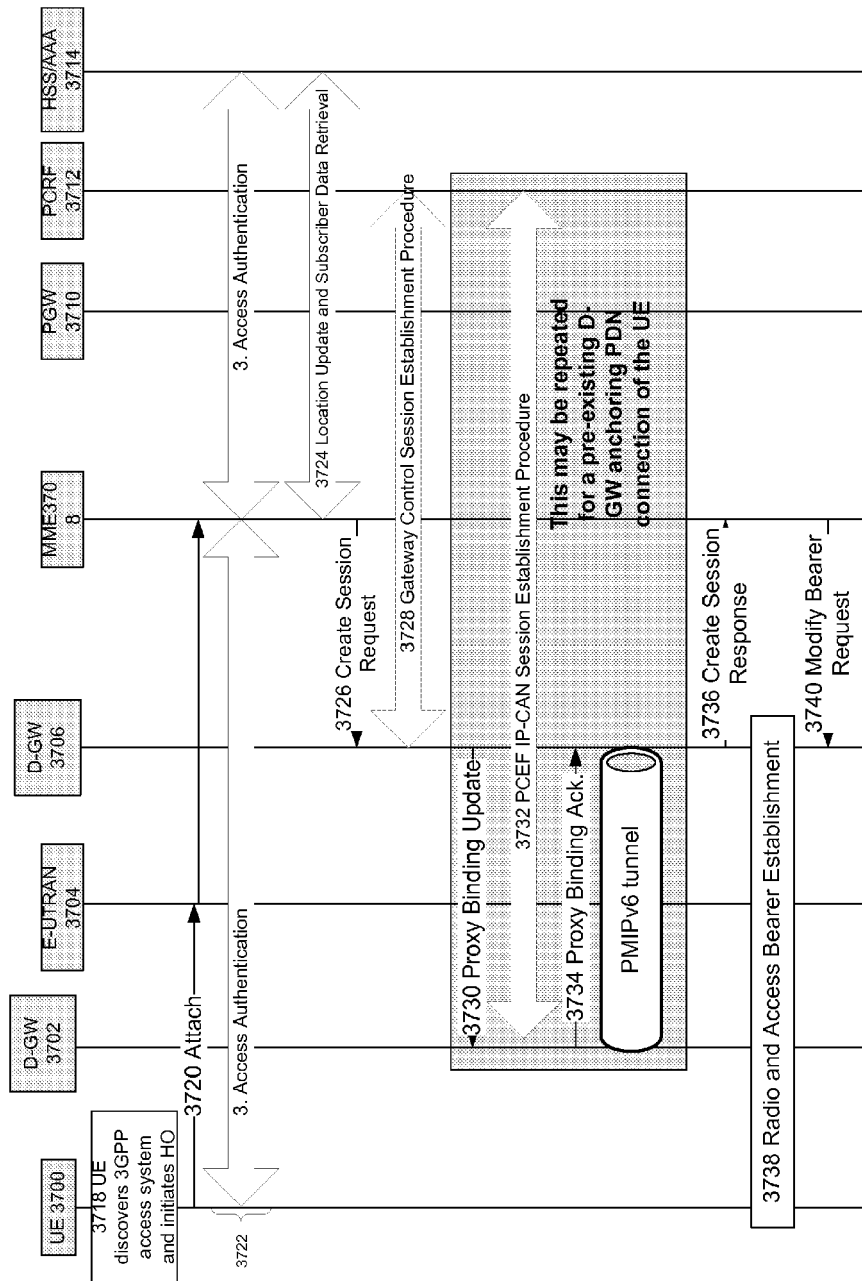 UE 3700
D-GW
3702
E-UTRAN
3704
D-GW
3706
MME370
8
PGW
3710
PCRF
3712
HSS/AAA
3714
3718 UE
discovers 3GPP
access system
and initiates HO
3720 Attach
3722
3. Access Authentication
3. Access Authentication
3724 Location Update and Subscriber Data Retrieval
3726 Create Session
Request
3728 Gateway Control Session Establishment Procedure
3730 Proxy Binding Update
3732 PCEF IP-CAN Session Establishment Procedure
3734 Proxy Binding Ack.
This may be repeated
for a pre-existing D-
GW anchoring PDN
connection of the UE
PMIPv6 tunnel
3736 Create Session
Response
3738 Radio and Access Bearer Establishment
3740 Modify Bearer
Request